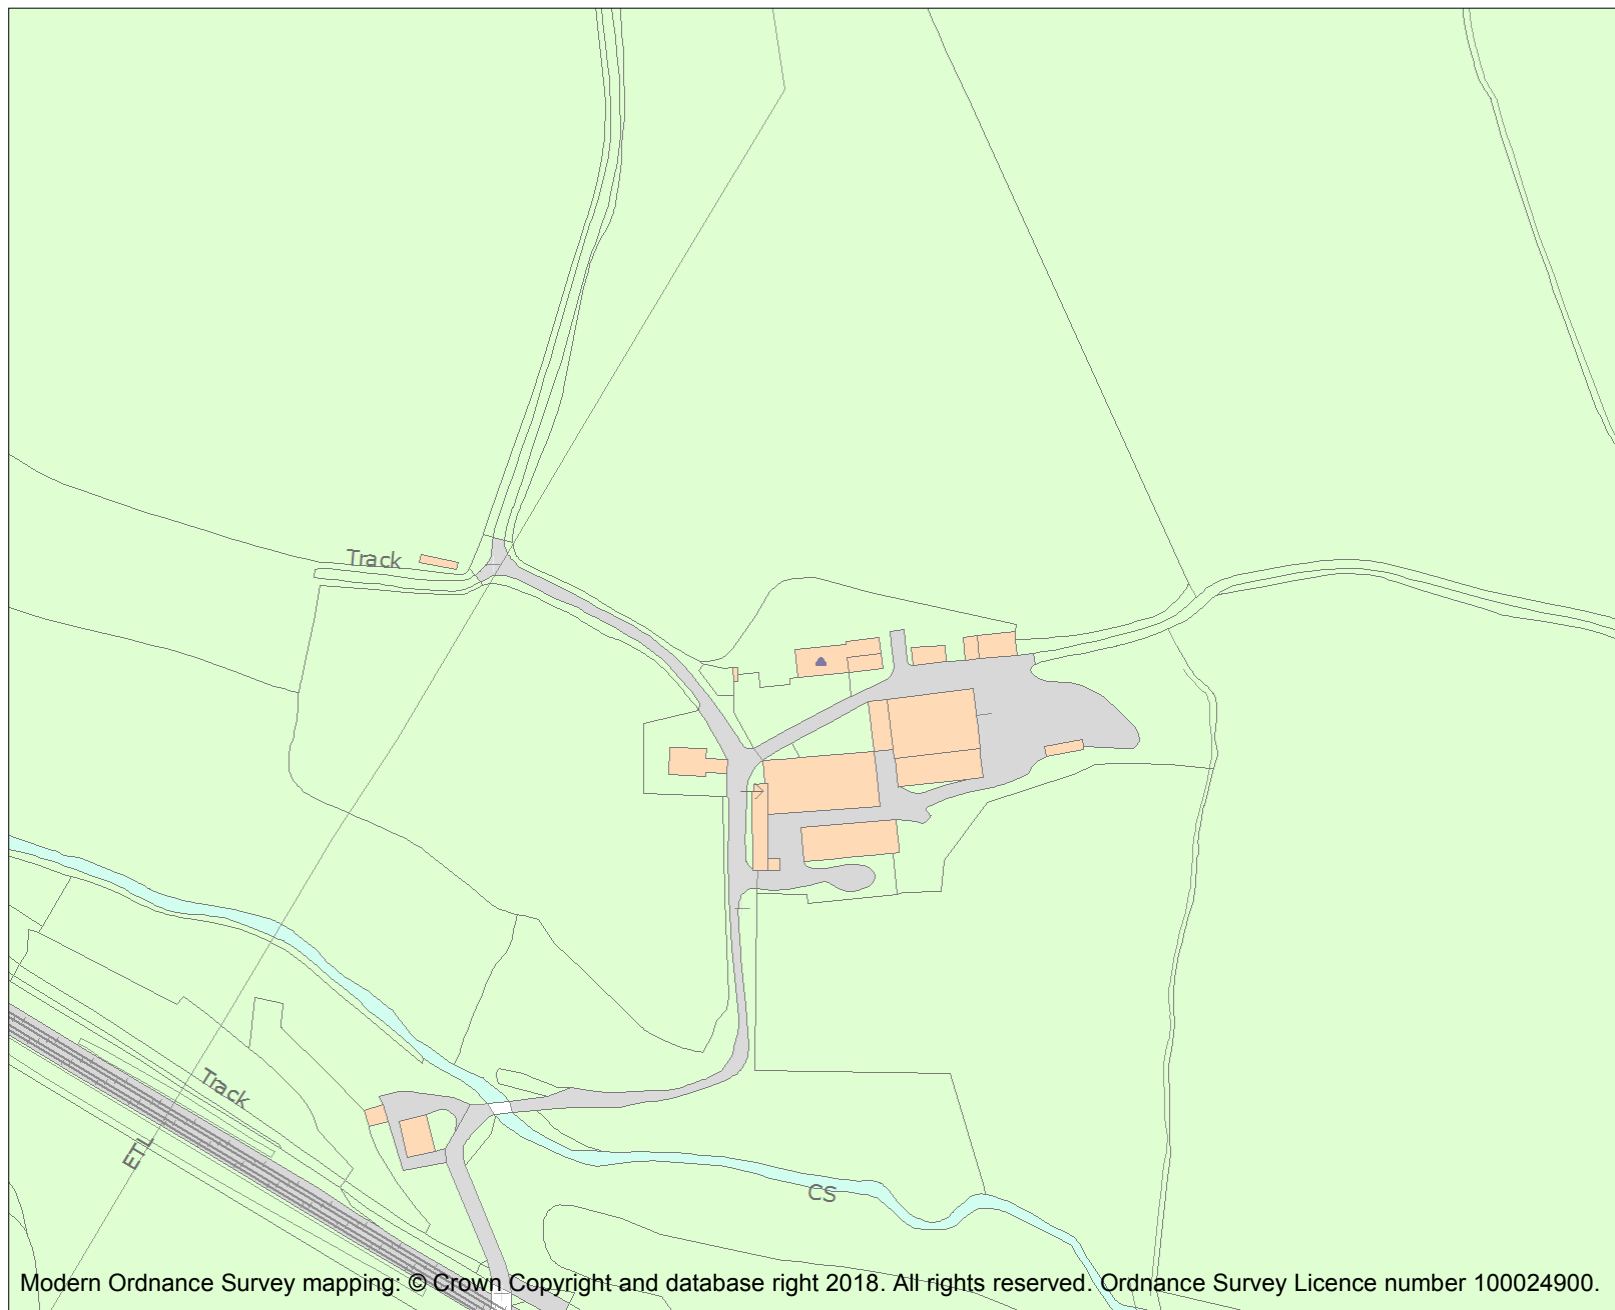 Track
Track
ETL
CS
Modern Ordnance Survey mapping: © Crown Copyright and database right 2018. All rights reserved. Ordnance Survey Licence number 100024900.